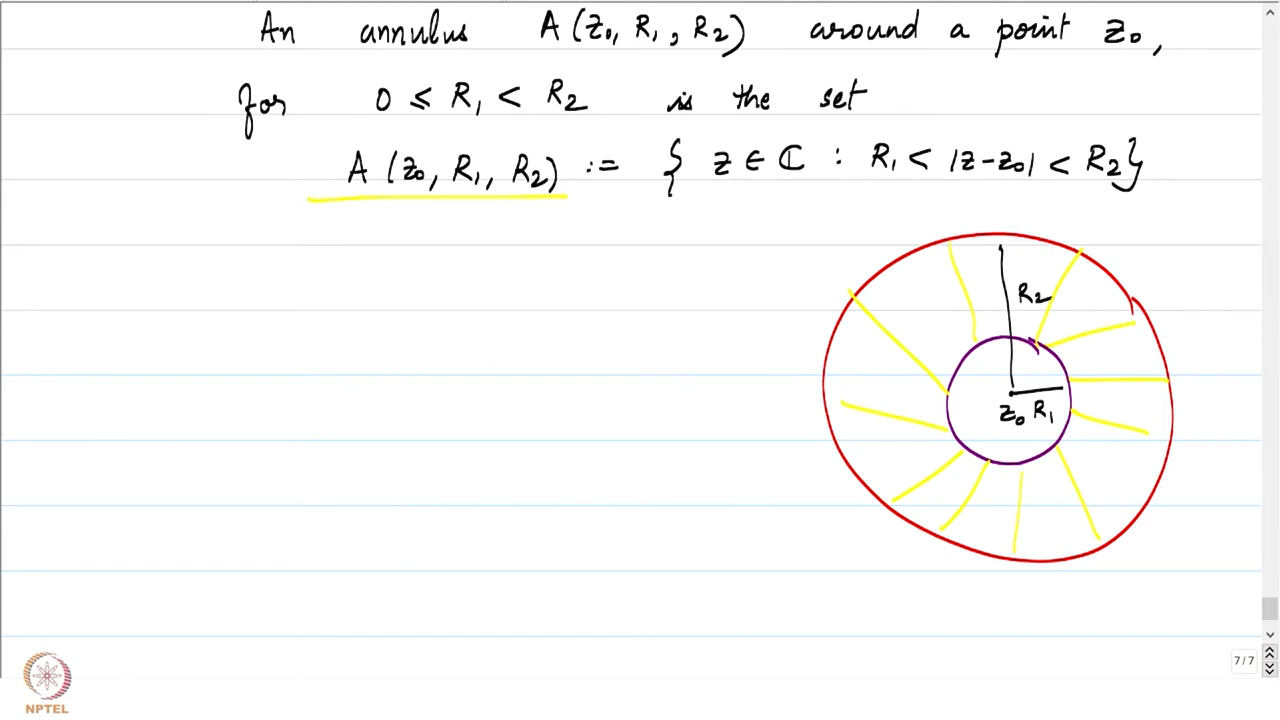 An annulus A (z₀, R₁, R₂) around a point z₀,
for 0 ≤ R₁ < R₂ is the set
A (z₀, R₁, R₂) := { z ∈ ℂ : R₁ < |z - z₀| < R₂}
R₂
z₀ R₁
7 / 7
NPTEL